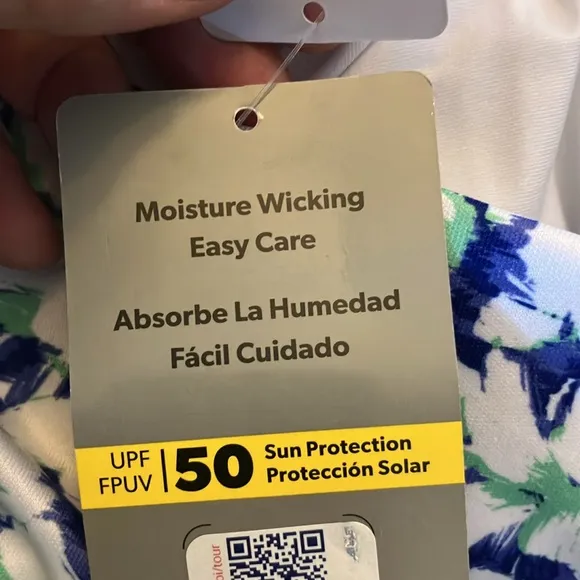 Moisture Wicking
Easy Care
Absorbe La Humedad
Fácil Cuidado
UPF
FPUV
50
Sun Protection
Protección Solar